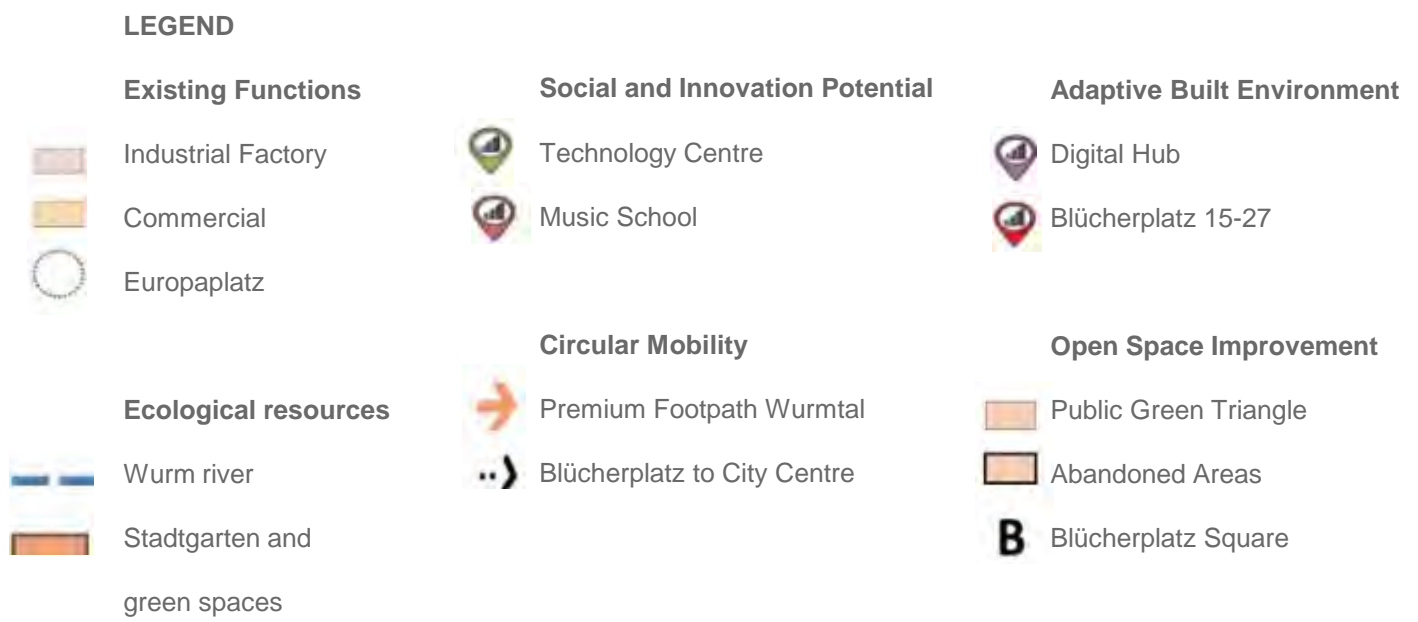 LEGEND
Existing Functions
Industrial Factory
Commercial
Europaplatz
Ecological resources
Wurm river
Stadtgarten and
green spaces
Social and Innovation Potential
Technology Centre
Music School
Circular Mobility
Premium Footpath Wurmtal
Blücherplatz to City Centre
Adaptive Built Environment
Digital Hub
Blücherplatz 15-27
Open Space Improvement
Public Green Triangle
Abandoned Areas
B Blücherplatz Square